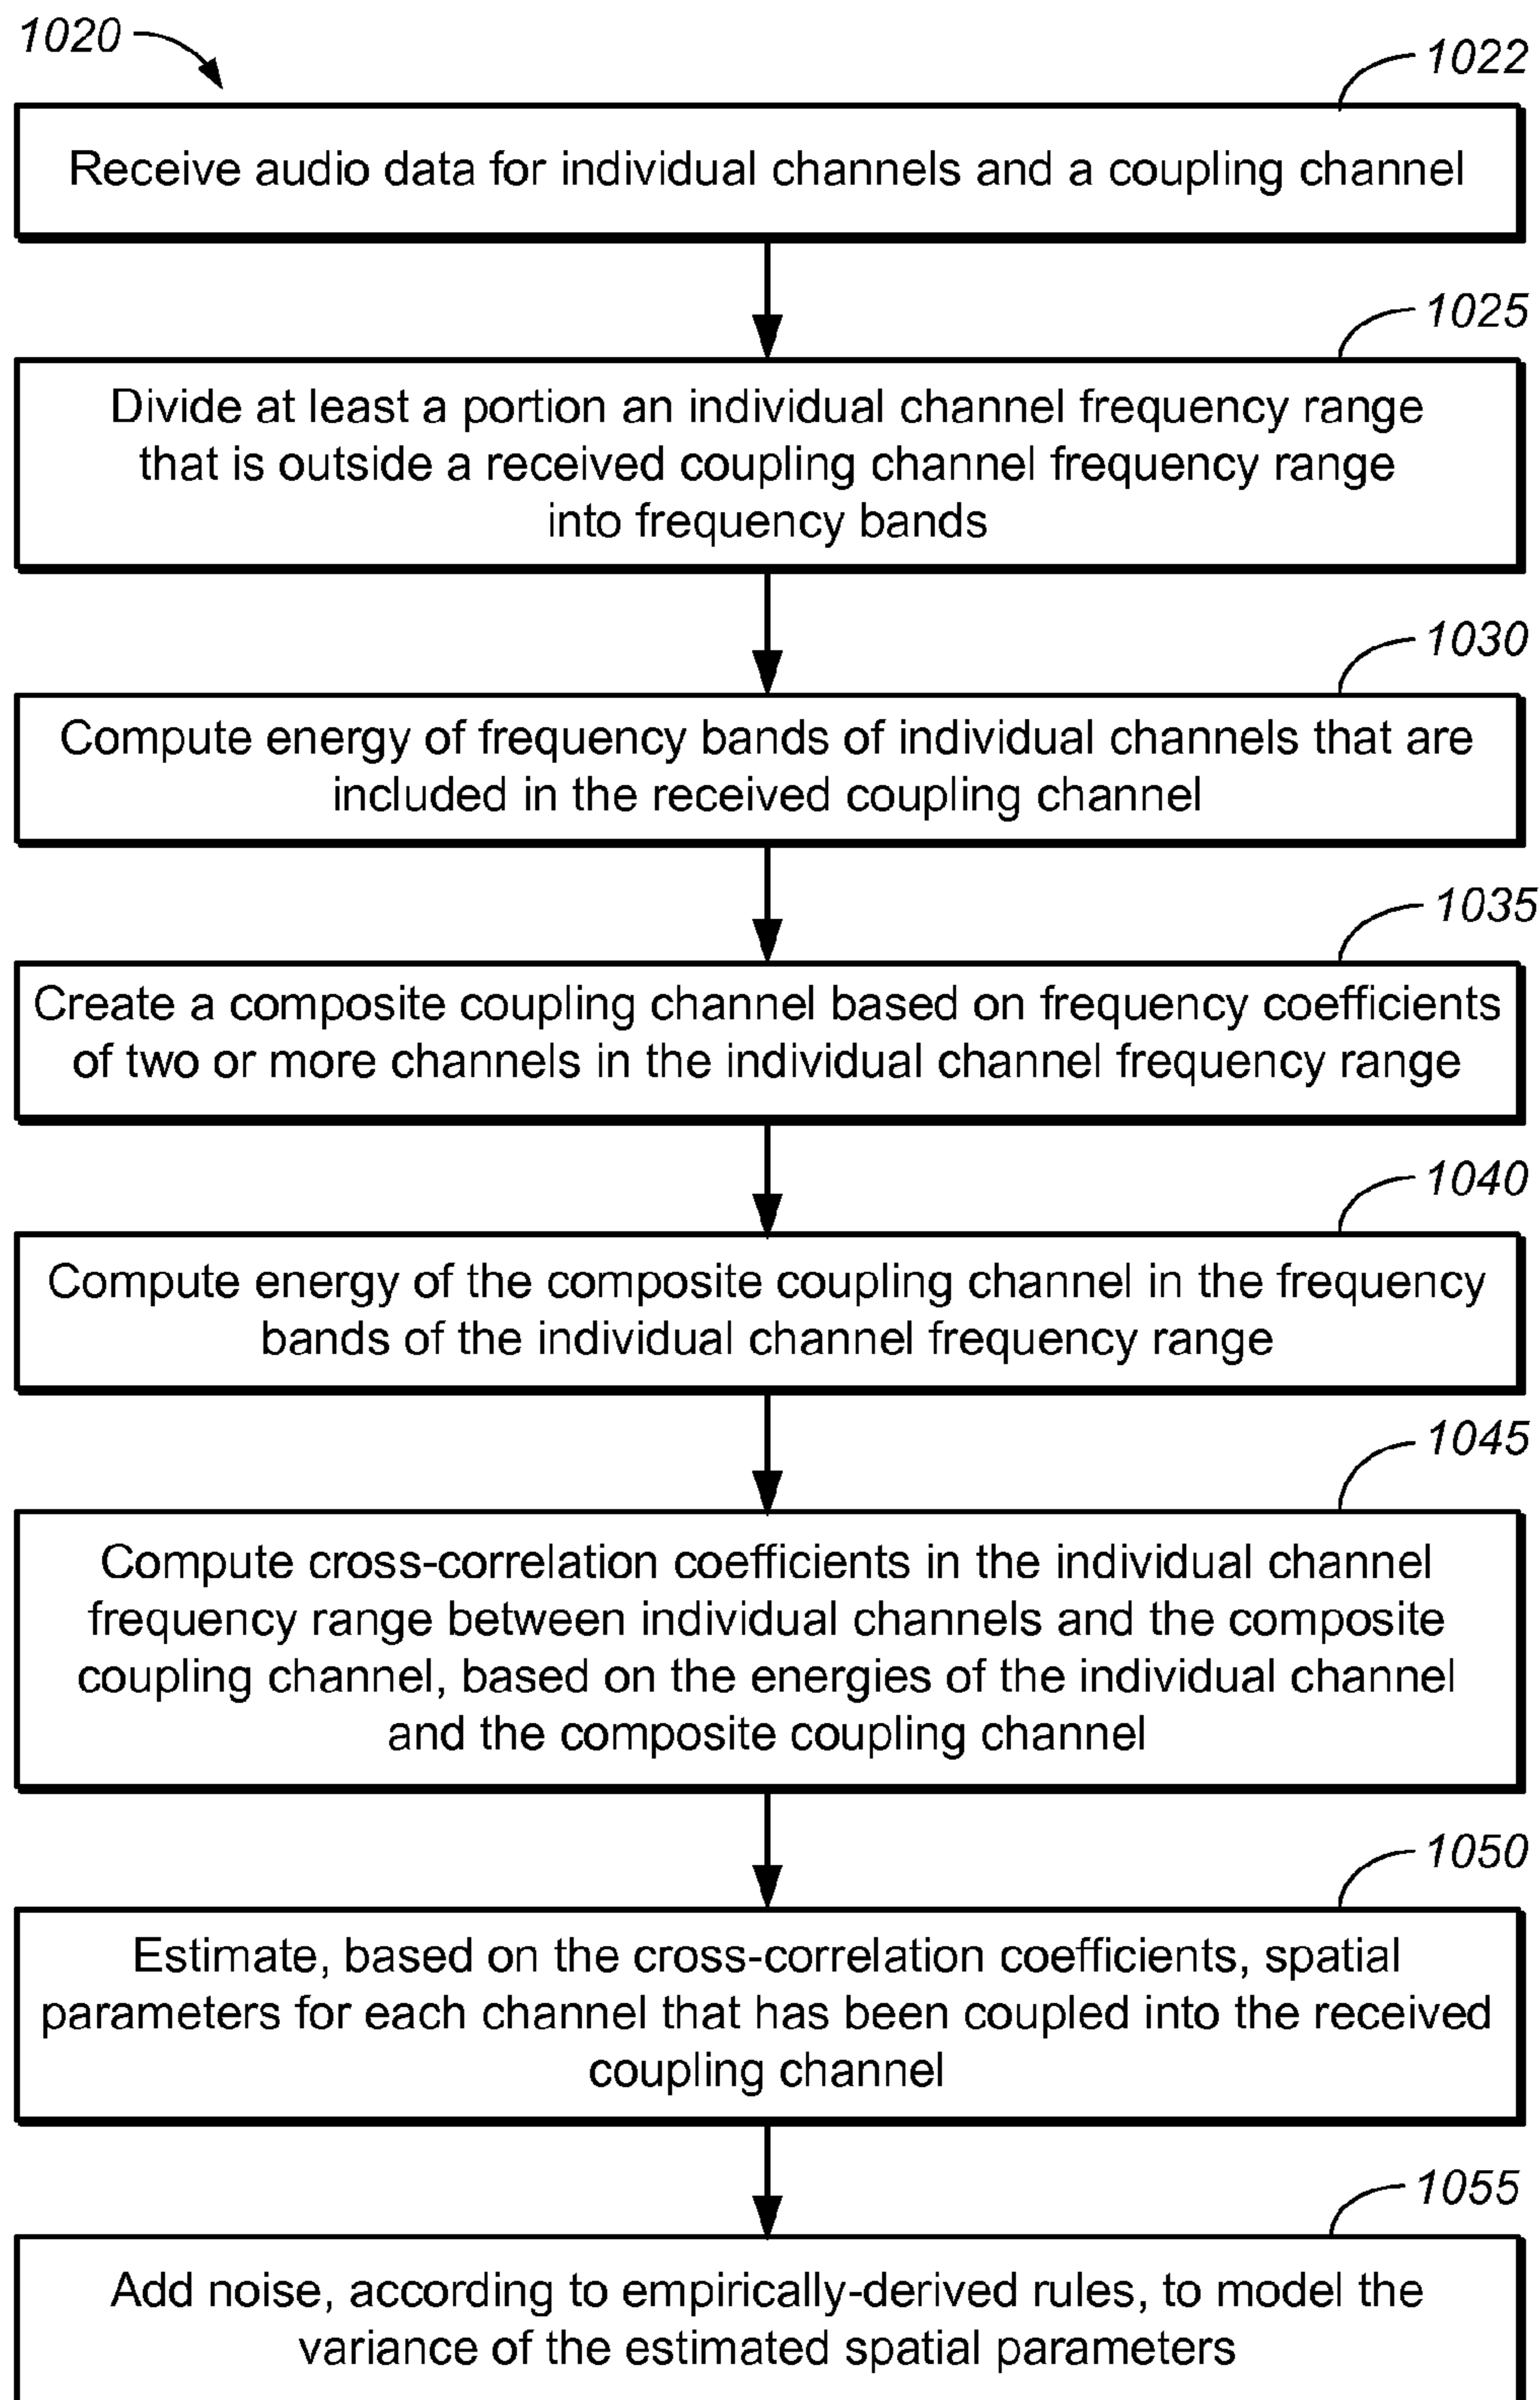 1020
1022
Receive audio data for individual channels and a coupling channel
1025
Divide at least a portion an individual channel frequency range
that is outside a received coupling channel frequency range
into frequency bands
1030
Compute energy of frequency bands of individual channels that are
included in the received coupling channel
1035
Create a composite coupling channel based on frequency coefficients
of two or more channels in the individual channel frequency range
1040
Compute energy of the composite coupling channel in the frequency
bands of the individual channel frequency range
1045
Compute cross-correlation coefficients in the individual channel
frequency range between individual channels and the composite
coupling channel, based on the energies of the individual channel
and the composite coupling channel
1050
Estimate, based on the cross-correlation coefficients, spatial
parameters for each channel that has been coupled into the received
coupling channel
1055
Add noise, according to empirically-derived rules, to model the
variance of the estimated spatial parameters